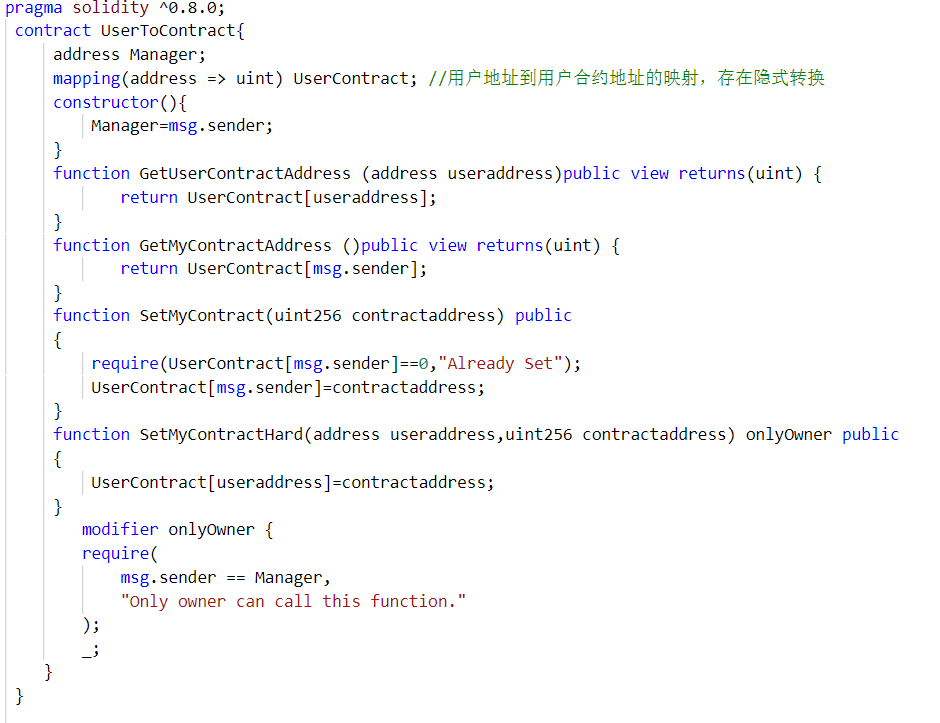 pragma solidity ^0.8.0;
contract UserToContract{
address Manager;
mapping(address => uint) UserContract; //用户地址到用户合约地址的映射，存在隐式转换
constructor(){
Manager=msg.sender;
}
function GetUserContractAddress (address useraddress)public view returns(uint) {
return UserContract[useraddress];
}
function GetMyContractAddress ()public view returns(uint) {
return UserContract[msg.sender];
}
function SetMyContract(uint256 contractaddress) public
{
require(UserContract[msg.sender]==0,"Already Set");
UserContract[msg.sender]=contractaddress;
}
function SetMyContractHard(address useraddress,uint256 contractaddress) onlyOwner public
{
UserContract[useraddress]=contractaddress;
}
modifier onlyOwner {
require(
msg.sender == Manager,
"Only owner can call this function."
);
_;
}
}